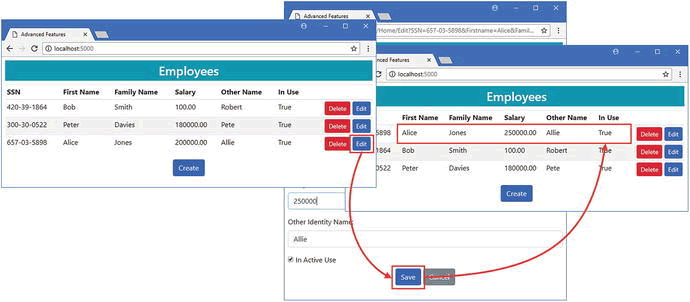 Advanced Features
/Home/Edit?SSN=657-03-5898&Firstname=Alice&Famil...
Advanced Features
localhost:5000
Employees
SSN First Name Family Name Salary Other Name In Use
420-39-1864 Bob Smith 100.00 Robert True Delete Edit
300-30-0522 Peter Davies 180000.00 Pete True Delete Edit
657-03-5898 Alice Jones 200000.00 Allie True Delete Edit
Create
Features
localhost:5000
Employees
First Name Family Name Salary Other Name In Use
5898 Alice Jones 250000.00 Allie True Delete Edit
1864 Bob Smith 100.00 Robert True Delete Edit
0522 Peter Davies 180000.00 Pete True Delete Edit
Create
250000
Other Identity Name:
Allie
In Active Use
Save Cancel